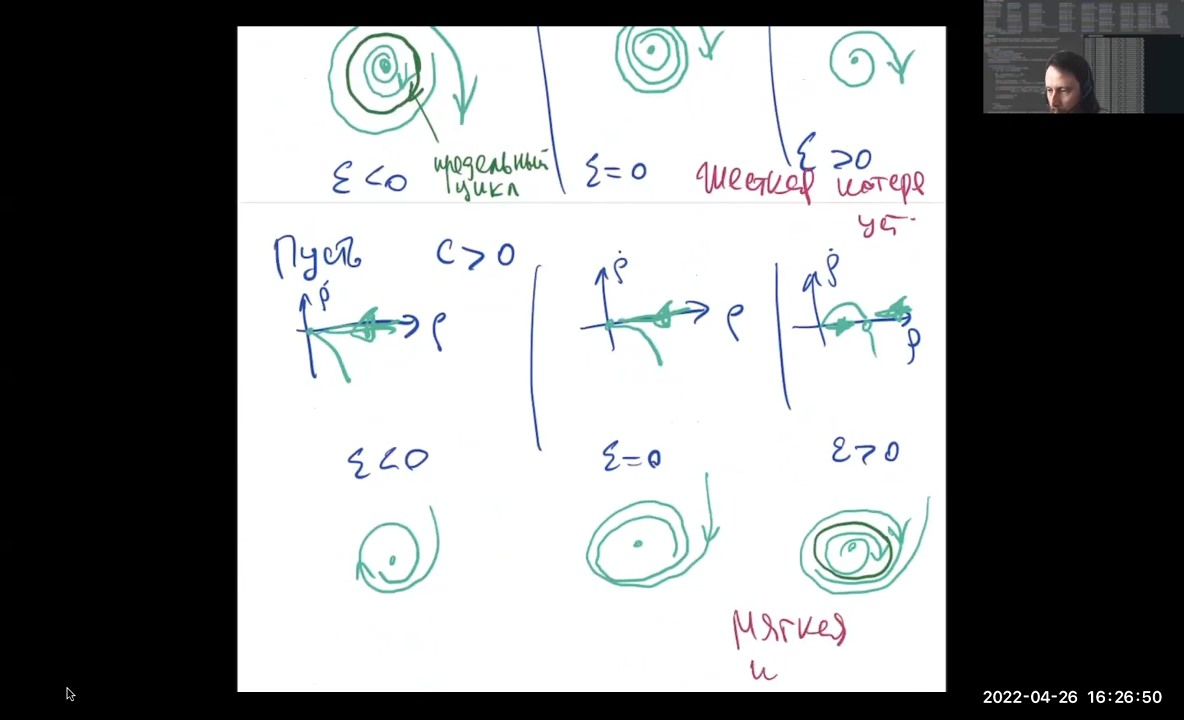 ε<0
предельный
цикл
ε=0
ε >0
Жесткая потеря
уст.
Пусть C>0
ρ̇
ρ
ρ̇
ρ
ρ̇
ρ
ε<0
ε=0
ε>0
Мягкая
п
2022-04-26 16:26:50